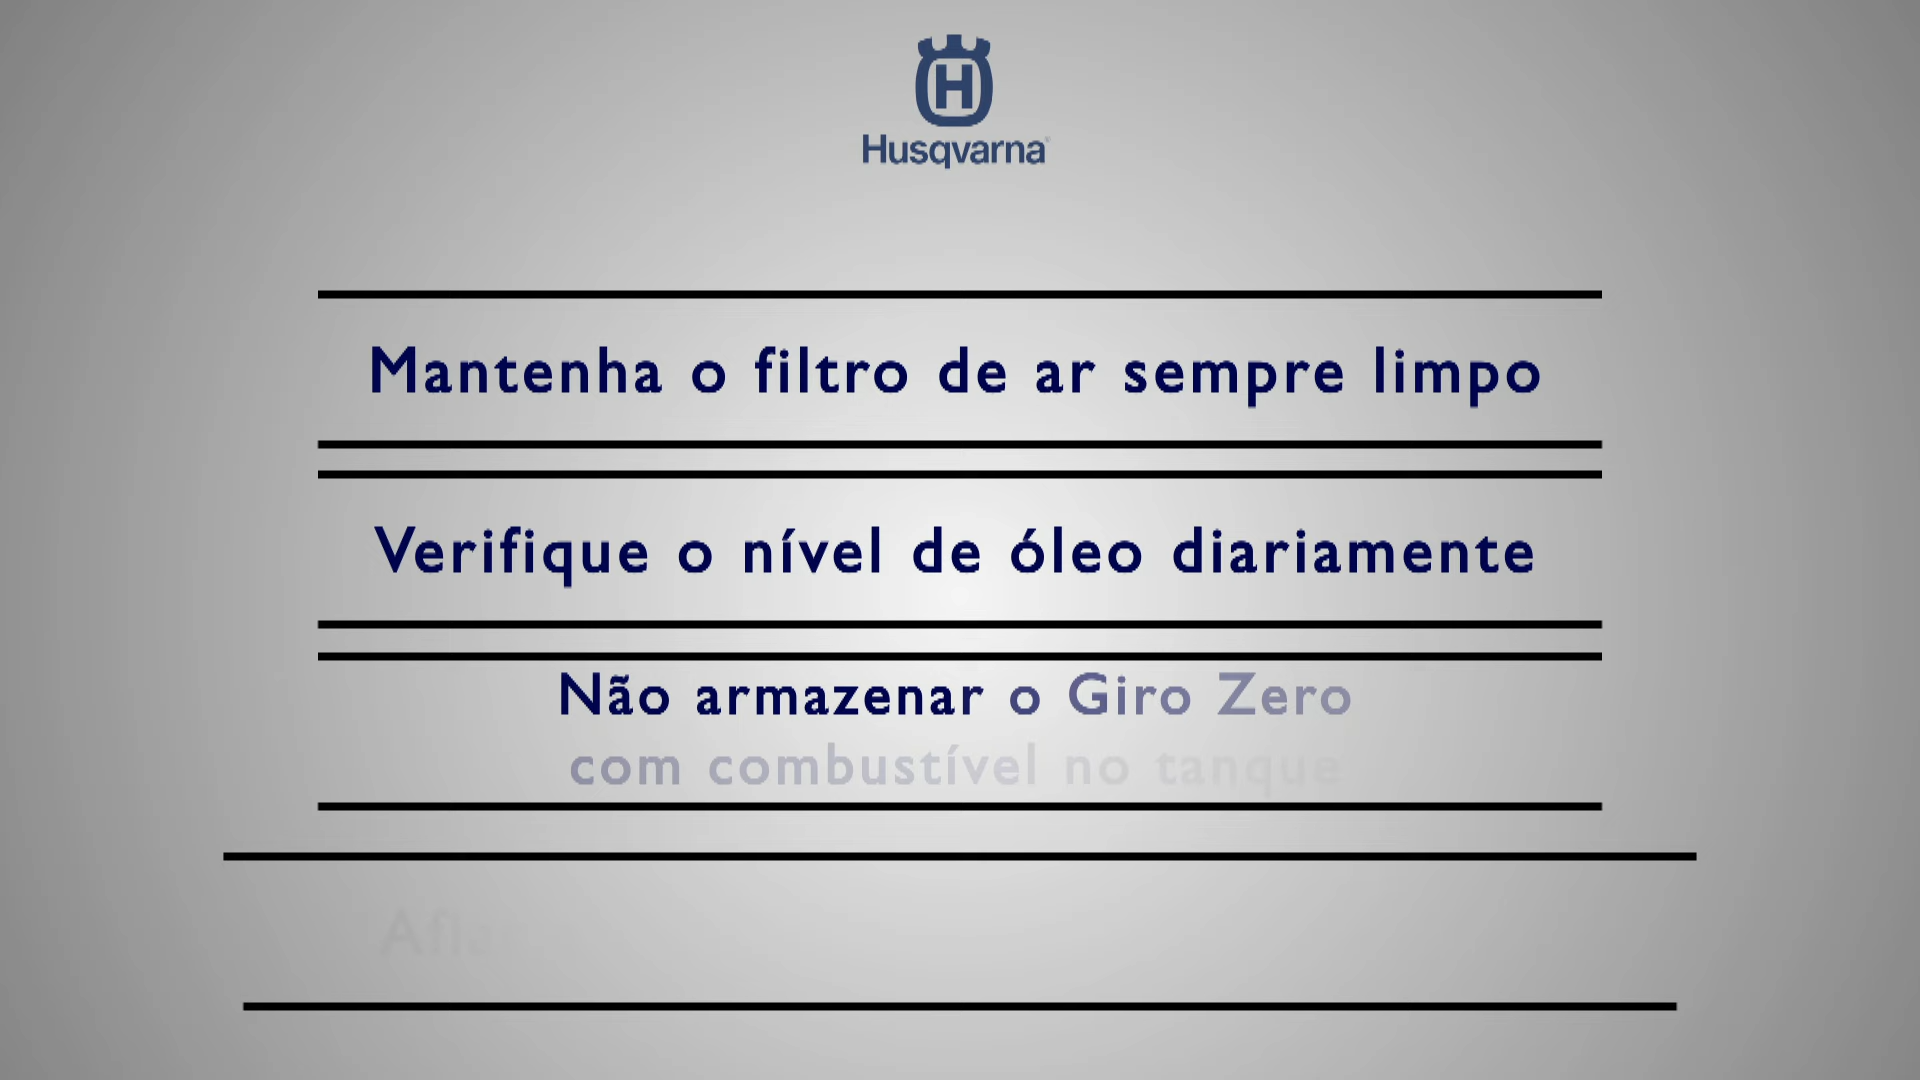 Husqvarna
Mantenha o filtro de ar sempre limpo
Verifique o nível de óleo diariamente
Não armazenar o Giro Zero
com combustível no tanque